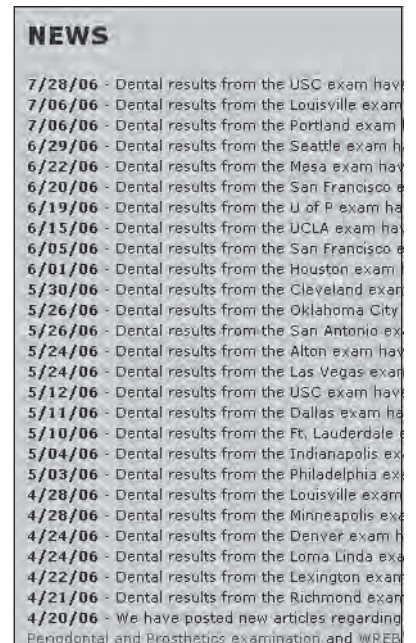 NEWS
7/28/06 - Dental results from the USC exam have
7/06/06 - Dental results from the Louisville exam
7/06/06 - Dental results from the Portland exam
6/29/06 - Dental results from the Seattle exam h
6/22/06 - Dental results from the Mesa exam hav
6/20/06 - Dental results from the San Francisco e
6/19/06 - Dental results from the U of P exam ha
6/15/06 - Dental results from the UCLA exam hav
6/05/06 - Dental results from the San Francisco e
6/01/06 - Dental results from the Houston exam
5/30/06 - Dental results from the Cleveland exam
5/26/06 - Dental results from the Oklahoma City
5/26/06 - Dental results from the San Antonio ex
5/24/06 - Dental results from the Alton exam hav
5/24/06 - Dental results from the Las Vegas exam
5/12/06 - Dental results from the USC exam have
5/11/06 - Dental results from the Dallas exam ha
5/10/06 - Dental results from the Ft. Lauderdale e
5/04/06 - Dental results from the Indianapolis ex
5/03/06 - Dental results from the Philadelphia ex
4/28/06 - Dental results from the Louisville exam
4/28/06 - Dental results from the Minneapolis exa
4/24/06 - Dental results from the Denver exam h
4/24/06 - Dental results from the Loma Linda exa
4/22/06 - Dental results from the Lexington exam
4/21/06 - Dental results from the Richmond exam
4/20/06 - We have posted new articles regarding
Periodontal and Prosthetics examination and WREB